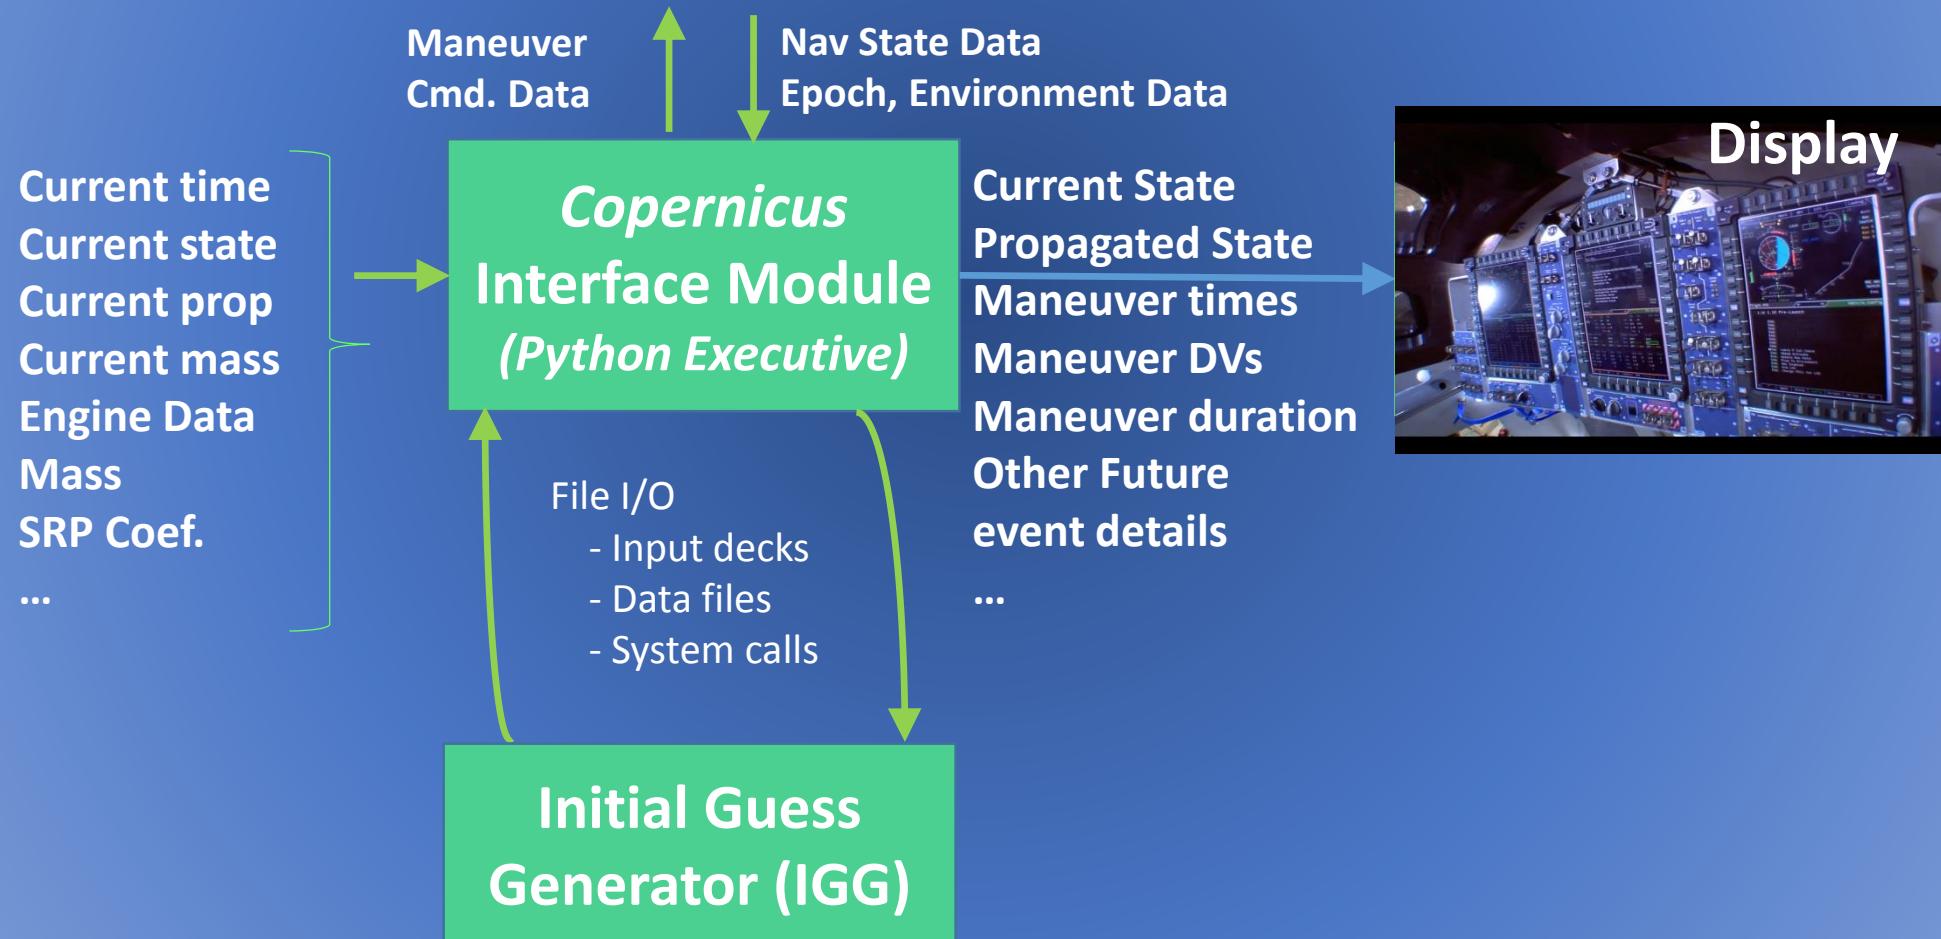 Maneuver
Cmd. Data
Nav State Data
Epoch, Environment Data
Current time
Current state
Current prop
Current mass
Engine Data
Mass
SRP Coef.
...
Copernicus
Interface Module
(Python Executive)
Current State
Propagated State
Maneuver times
Maneuver DVs
Maneuver duration
Other Future
event details
...
Display
File I/O
- Input decks
- Data files
- System calls
Initial Guess
Generator (IGG)